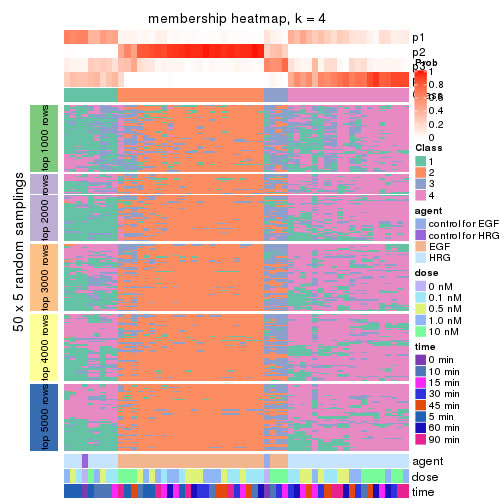 membership heatmap, k = 4
50 x 5 random samplings
top 1000 rows
top 2000 rows
top 3000 rows
top 4000 rows
top 5000 rows
p1
p2
p3
Prob
1
0.8
0.6
0.4
0.2
0
Class
1
2
3
4
agent
control for EGF
control for HRG
EGF
HRG
dose
0 nM
0.1 nM
0.5 nM
1.0 nM
10 nM
time
0 min
10 min
15 min
30 min
45 min
5 min
60 min
90 min
agent
dose
time